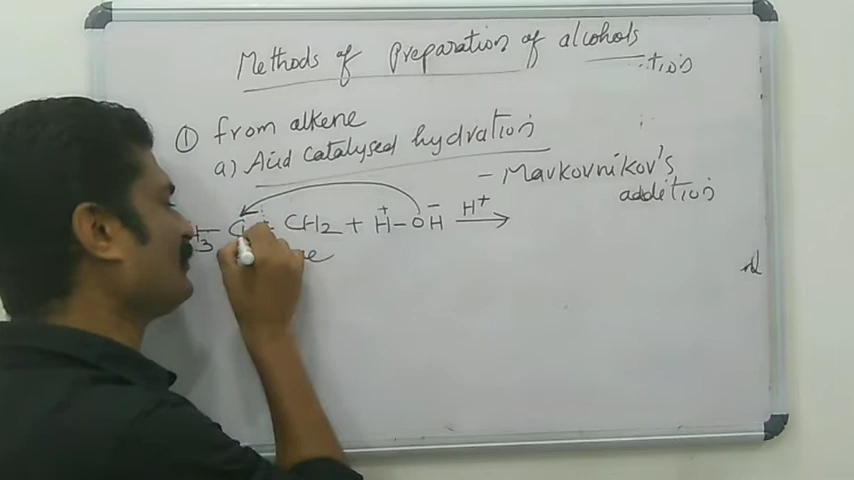 Methods of Preparation of alcohols
① from alkene
a) Acid catalysed hydration
- Markovnikov's
addition
CH2 + H+ – OH– H+ →